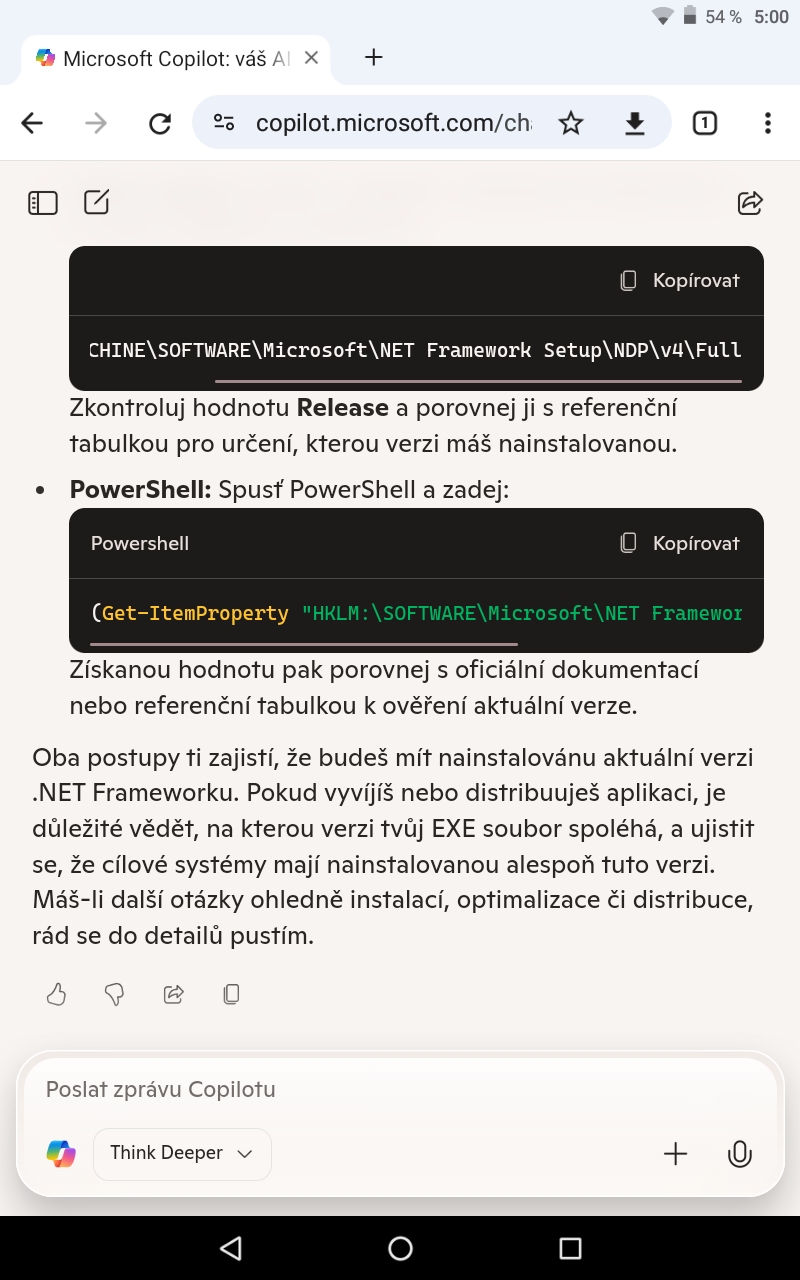 54 % 5:00
Microsoft Copilot: váš AI
copilot.microsoft.com/ch
1
Kopírovat
CHINE\SOFTWARE\Microsoft\NET Framework Setup\NDP\v4\Full
Zkontroluj hodnotu Release a porovnej ji s referenční
tabulkou pro určení, kterou verzi máš nainstalovanou.
• PowerShell: Spusť PowerShell a zadej:
Powershell Kopírovat
(Get-ItemProperty "HKLM:\SOFTWARE\Microsoft\NET Framewor
Získanou hodnotu pak porovnej s oficiální dokumentací
nebo referenční tabulkou k ověření aktuální verze.
Oba postupy ti zajistí, že budeš mít nainstalovánu aktuální verzi
.NET Frameworku. Pokud vyvíjíš nebo distribuuješ aplikaci, je
důležité vědět, na kterou verzi tvůj EXE soubor spoléhá, a ujistit
se, že cílové systémy mají nainstalovanou alespoň tuto verzi.
Máš-li další otázky ohledně instalací, optimalizace či distribuce,
rád se do detailů pustím.
Poslat zprávu Copilotu
Think Deeper